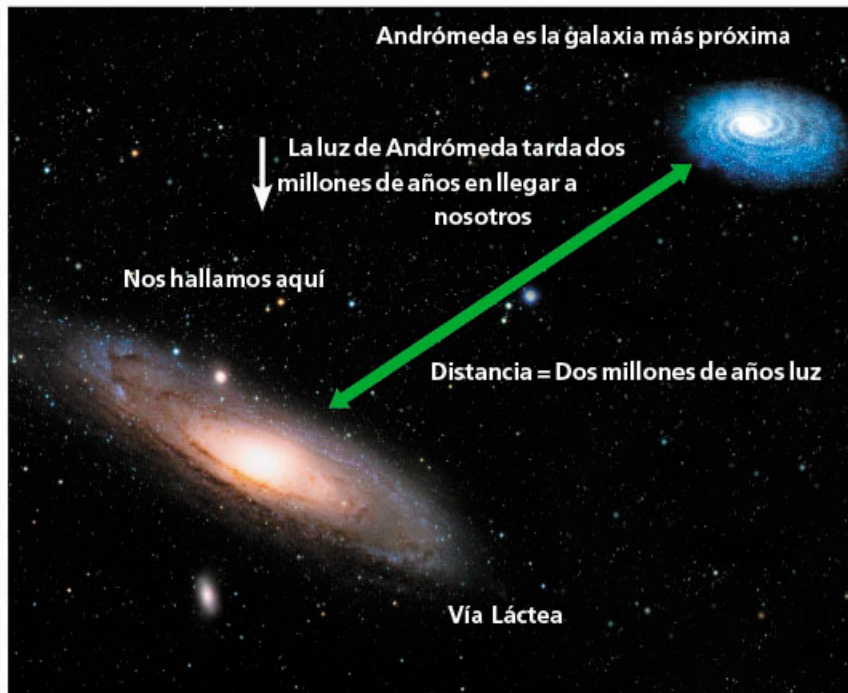 Andrómeda es la galaxia más próxima
La luz de Andrómeda tarda dos
millones de años en llegar a
nosotros
Nos hallamos aquí
Distancia = Dos millones de años luz
Vía Láctea